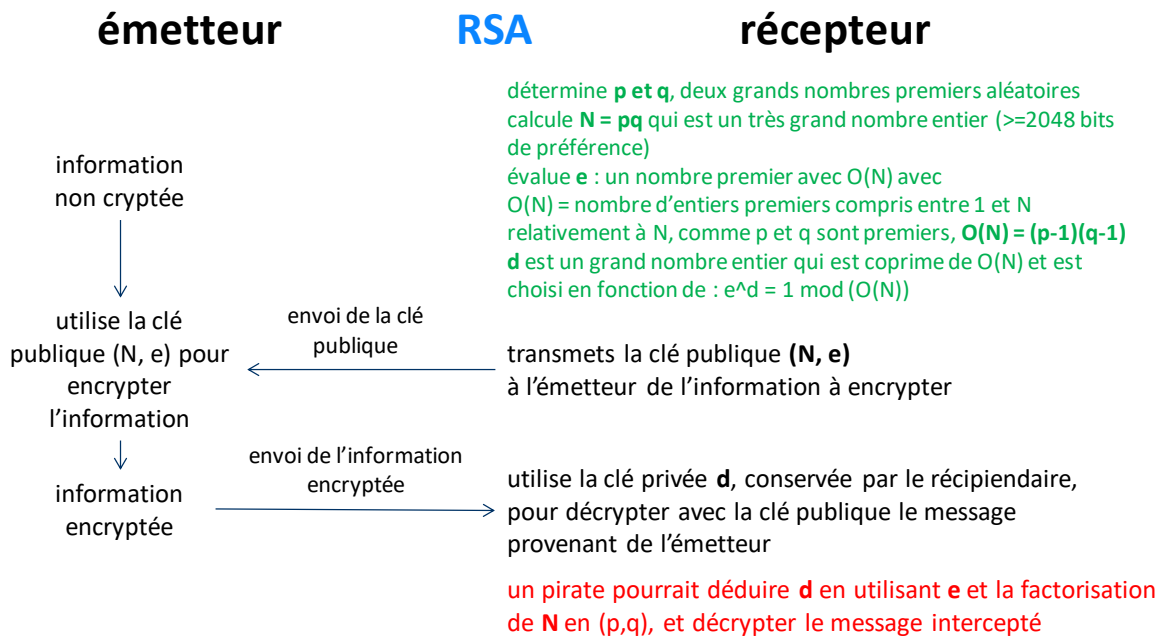 émetteur RSA récepteur
détermine p et q, deux grands nombres premiers aléatoires
calcule N = pq qui est un très grand nombre entier (>=2048 bits
de préférence)
évalue e : un nombre premier avec O(N) avec
O(N) = nombre d'entiers premiers compris entre 1 et N
relativement à N, comme p et q sont premiers, O(N) = (p-1)(q-1)
d est un grand nombre entier qui est coprime de O(N) et est
choisi en fonction de : e^d = 1 mod (O(N))
information
non cryptée
utilise la clé
publique (N, e) pour
encrypter
l'information
envoi de la clé
publique
transmets la clé publique (N, e)
à l'émetteur de l'information à encrypter
information
encryptée
envoi de l'information
encryptée
utilise la clé privée d, conservée par le récipiendaire,
pour décrypter avec la clé publique le message
provenant de l'émetteur
un pirate pourrait déduire d en utilisant e et la factorisation
de N en (p,q), et décrypter le message intercepté